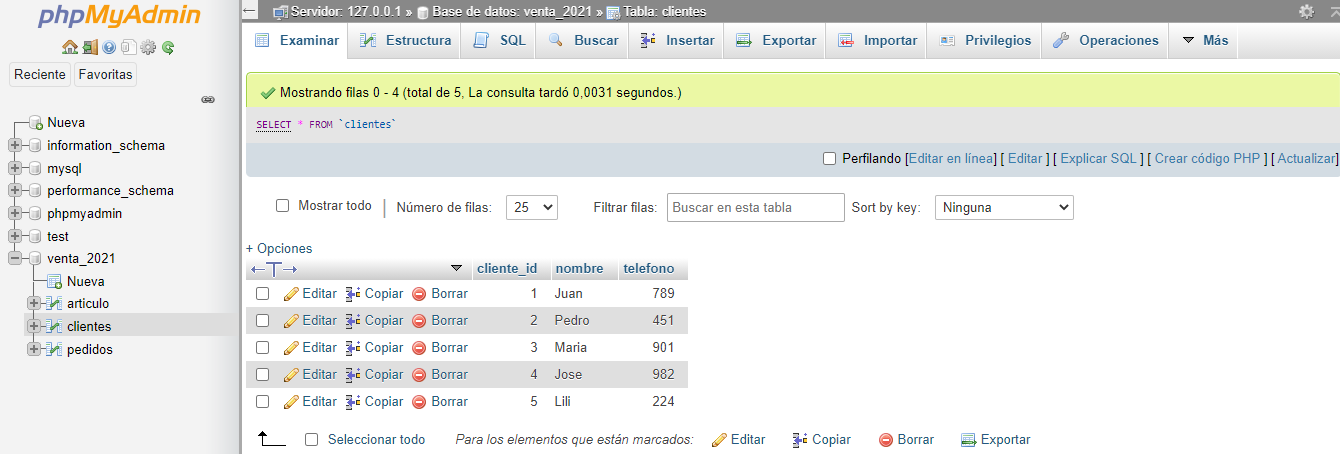 phpMyAdmin
Reciente Favoritas
Nueva
information_schema
mysql
performance_schema
phpmyadmin
test
venta_2021
Nueva
articulo
clientes
pedidos
Servidor: 127.0.0.1 » Base de datos: venta_2021 » Tabla: clientes
Examinar Estructura SQL Buscar Insertar Exportar Importar Privilegios Operaciones Más
Mostrando filas 0 - 4 (total de 5, La consulta tardó 0,0031 segundos.)
SELECT * FROM `clientes`
Perfilando [Editar en línea] [ Editar ] [ Explicar SQL ] [ Crear código PHP ] [ Actualizar]
Mostrar todo | Número de filas: 25 Filtrar filas: Buscar en esta tabla Sort by key: Ninguna
+ Opciones
←T→ cliente_id nombre telefono
Editar Copiar Borrar 1 Juan 789
Editar Copiar Borrar 2 Pedro 451
Editar Copiar Borrar 3 Maria 901
Editar Copiar Borrar 4 Jose 982
Editar Copiar Borrar 5 Lili 224
Seleccionar todo Para los elementos que están marcados: Editar Copiar Borrar Exportar